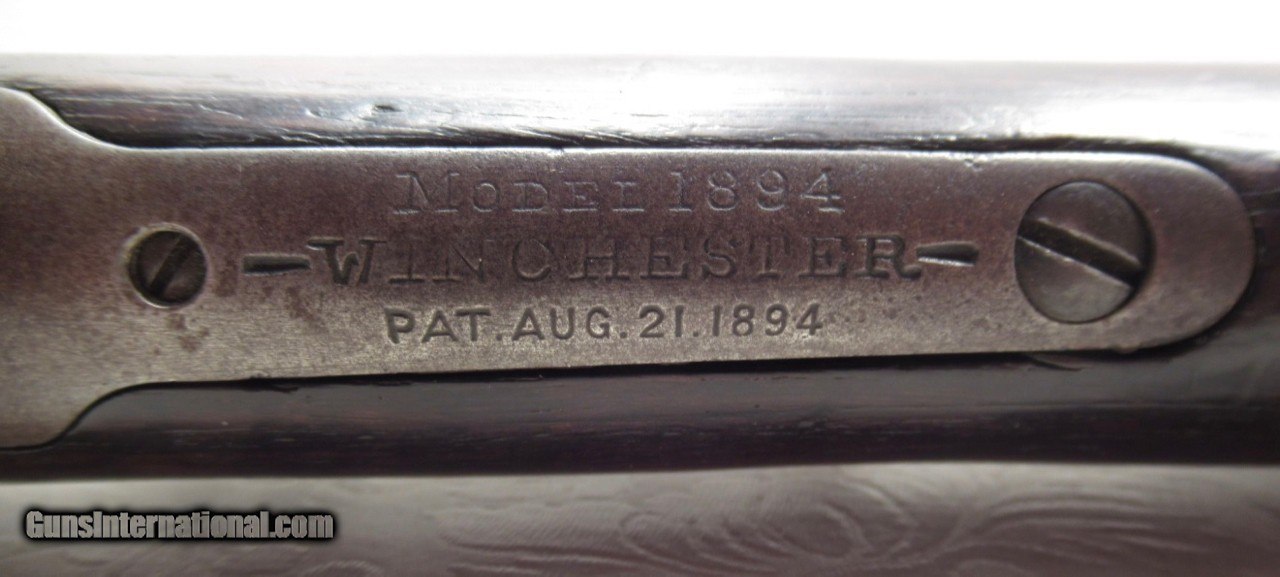 MODEL 1894
-WINCHESTER-
PAT. AUG. 21. 1894
GunsInternational.com